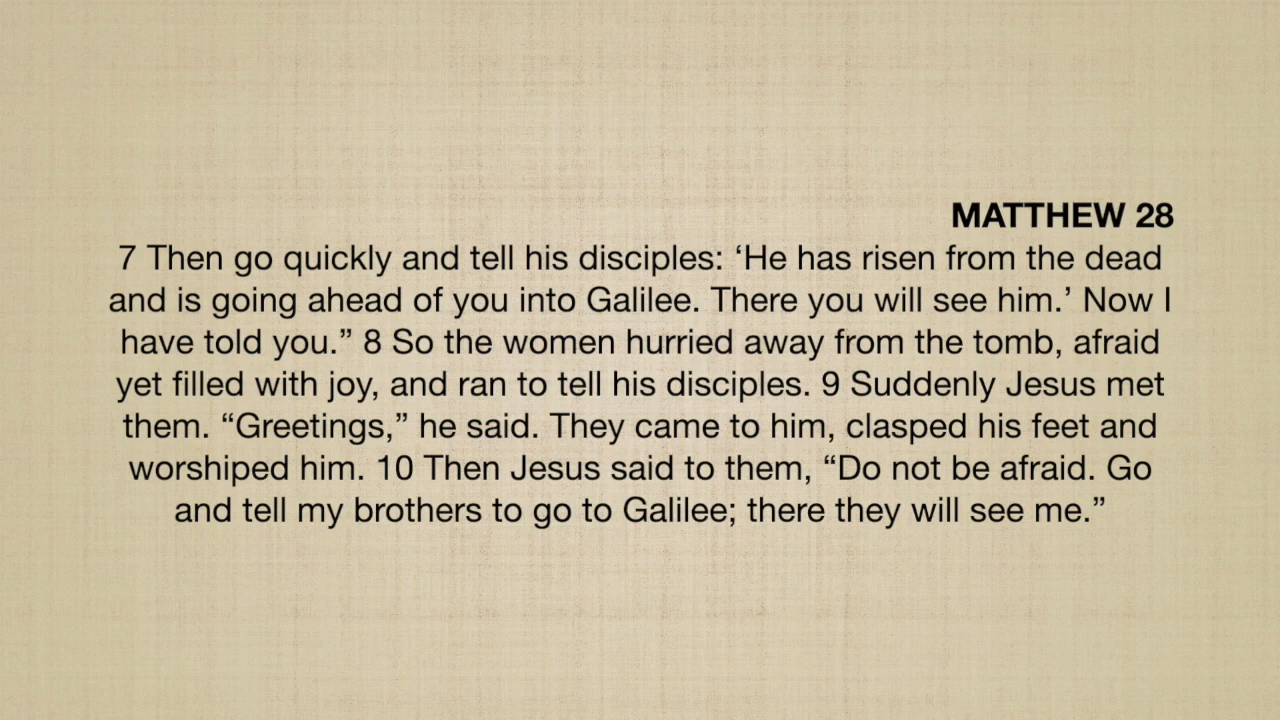 MATTHEW 28
7 Then go quickly and tell his disciples: ‘He has risen from the dead
and is going ahead of you into Galilee. There you will see him.’ Now I
have told you.” 8 So the women hurried away from the tomb, afraid
yet filled with joy, and ran to tell his disciples. 9 Suddenly Jesus met
them. “Greetings,” he said. They came to him, clasped his feet and
worshiped him. 10 Then Jesus said to them, “Do not be afraid. Go
and tell my brothers to go to Galilee; there they will see me.”